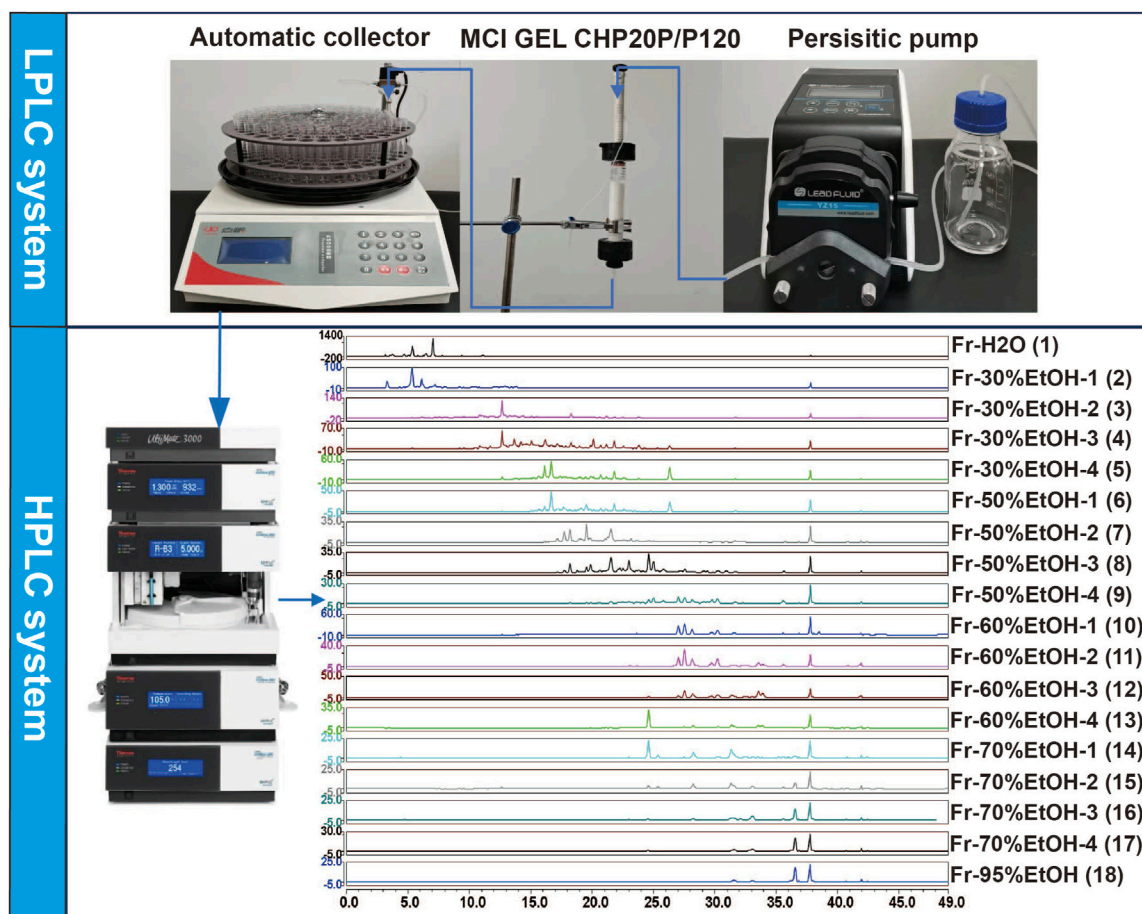 LPLC system
Automatic collector
MCI GEL CHP20P/P120
Persisitic pump
LEAD FLUID
YZ15
www.leadfluid.com
HPLC system
UltiMate 3000
Thermo
1.300
932
Thermo
R-B3
5.000
Thermo
105.0
Thermo
254
1400
-200
Fr-H2O (1)
100
-10
Fr-30%EtOH-1 (2)
140
-20
Fr-30%EtOH-2 (3)
70.0
-10.0
Fr-30%EtOH-3 (4)
60.0
-10.0
Fr-30%EtOH-4 (5)
50.0
-5.0
Fr-50%EtOH-1 (6)
35.0
-5.0
Fr-50%EtOH-2 (7)
35.0
-5.0
Fr-50%EtOH-3 (8)
30.0
-5.0
Fr-50%EtOH-4 (9)
60.0
-10.0
Fr-60%EtOH-1 (10)
40.0
-5.0
Fr-60%EtOH-2 (11)
50.0
-5.0
Fr-60%EtOH-3 (12)
35.0
-5.0
Fr-60%EtOH-4 (13)
25.0
-5.0
Fr-70%EtOH-1 (14)
25.0
-5.0
Fr-70%EtOH-2 (15)
25.0
-5.0
Fr-70%EtOH-3 (16)
30.0
-5.0
Fr-70%EtOH-4 (17)
25.0
-5.0
Fr-95%EtOH (18)
0.0 5.0 10.0 15.0 20.0 25.0 30.0 35.0 40.0 45.0 49.0